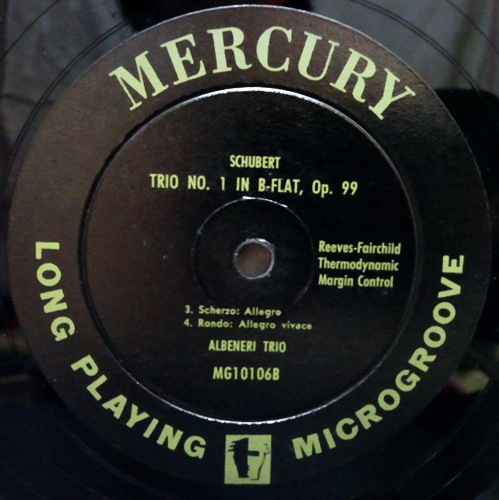 MERCURY
SCHUBERT
TRIO NO. 1 IN B-FLAT, Op. 99
Reeves-Fairchild
Thermodynamic
Margin Control
3. Scherzo: Allegro
4. Rondo: Allegro vivace
ALBENERI TRIO
MG10106B
LONG PLAYING MICROGROOVE